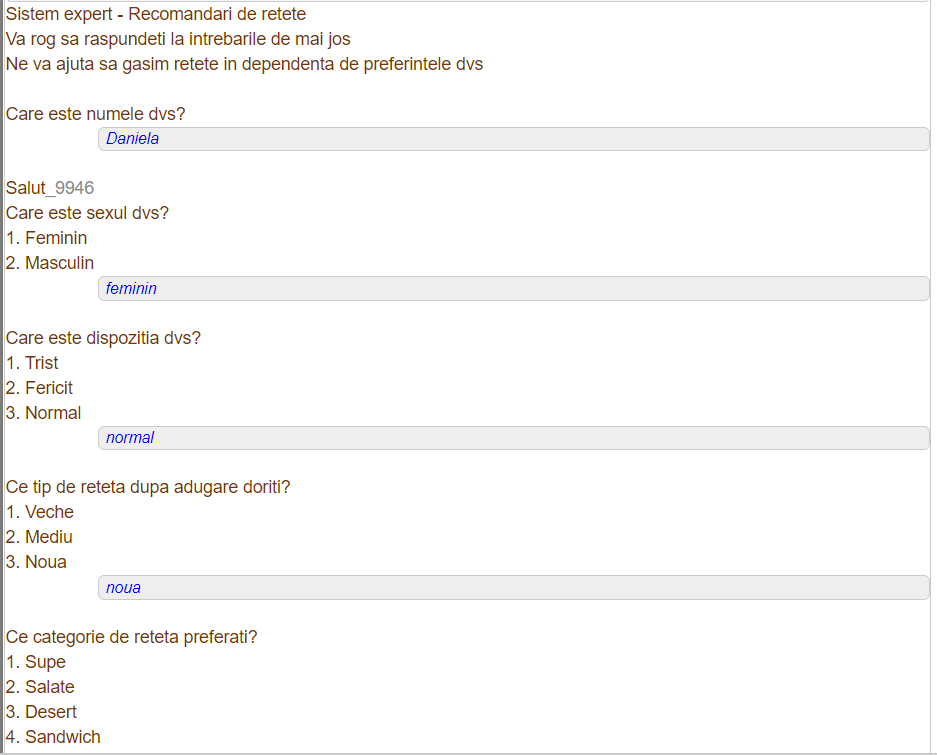 Sistem expert - Recomandari de retete
Va rog sa raspundeti la intrebarile de mai jos
Ne va ajuta sa gasim retete in dependenta de preferintele dvs
Care este numele dvs?
Daniela
Salut_9946
Care este sexul dvs?
1. Feminin
2. Masculin
feminin
Care este dispozitia dvs?
1. Trist
2. Fericit
3. Normal
normal
Ce tip de reteta dupa adugare doriti?
1. Veche
2. Mediu
3. Noua
noua
Ce categorie de reteta preferati?
1. Supe
2. Salate
3. Desert
4. Sandwich